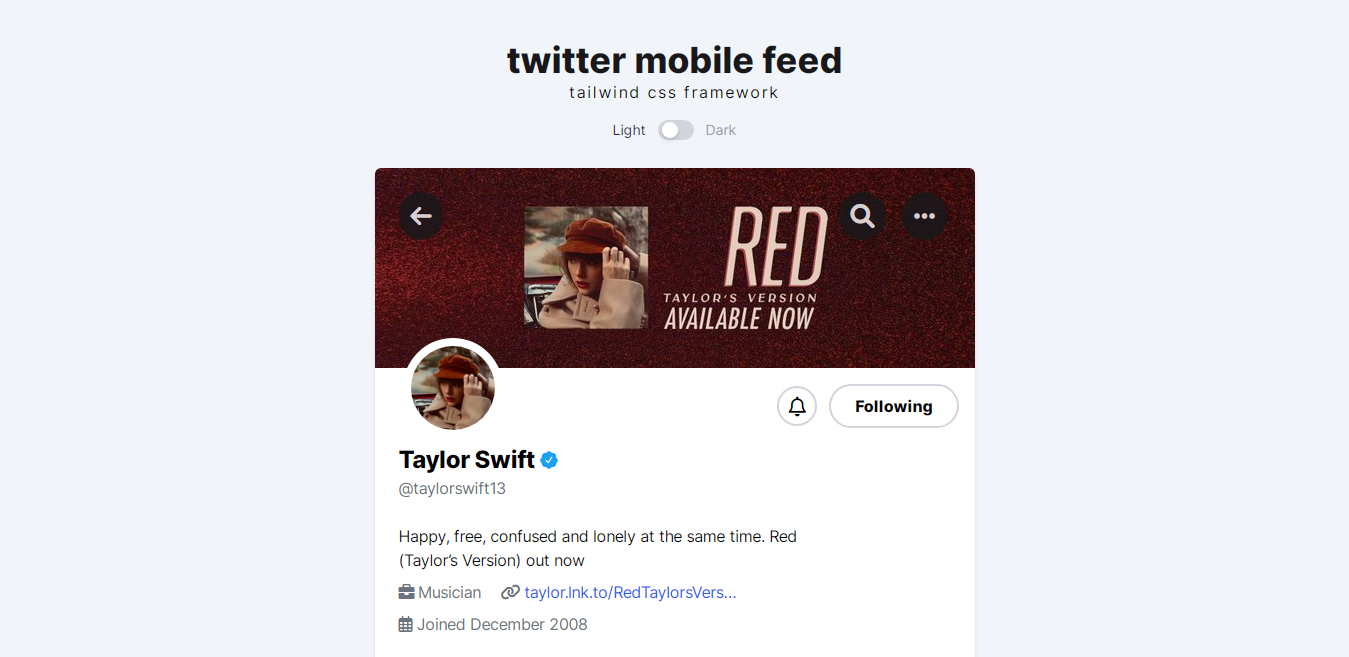 twitter mobile feed
tailwind css framework
Light Dark
RED
TAYLOR'S VERSION
AVAILABLE NOW
Following
Taylor Swift
@taylorswift13
Happy, free, confused and lonely at the same time. Red
(Taylor’s Version) out now
Musician taylor.lnk.to/RedTaylorsVers…
Joined December 2008